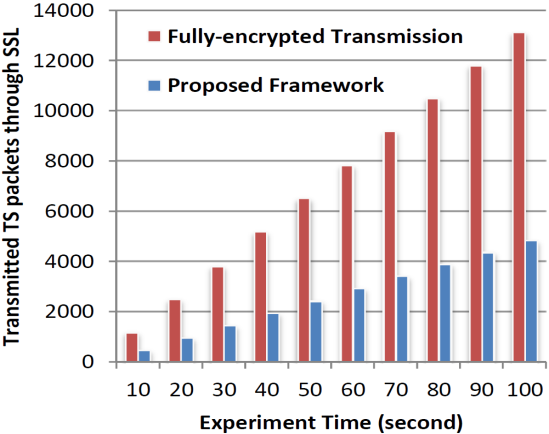 Transmitted TS packets through SSL
14000
12000
10000
8000
6000
4000
2000
0
Fully-encrypted Transmission
Proposed Framework
10 20 30 40 50 60 70 80 90 100
Experiment Time (second)